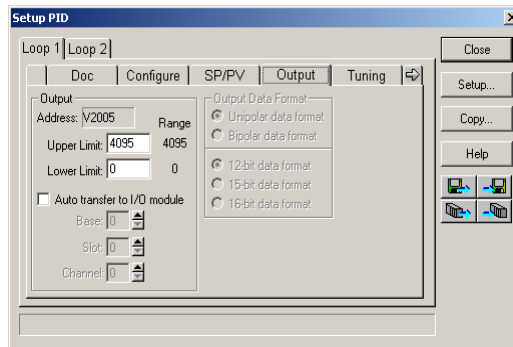 Setup PID
Loop 1 Loop 2
Doc Configure SP/PV Output Tuning
Output
Address: V2005 Range
Upper Limit: 4095 4095
Lower Limit: 0 0
Auto transfer to I/O module
Base: 0
Slot: 0
Channel: 0
Output Data Format
Unipolar data format
Bipolar data format
12-bit data format
15-bit data format
16-bit data format
Close
Setup...
Copy...
Help